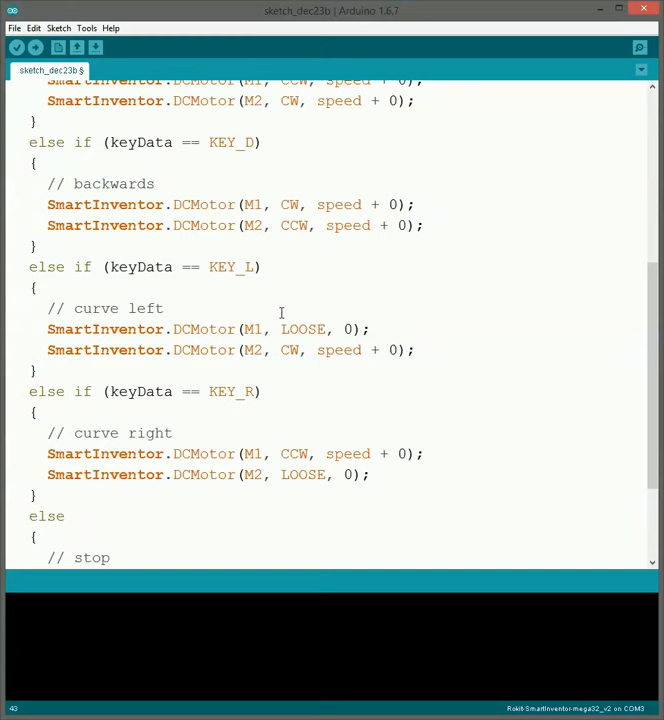 sketch_dec23b | Arduino 1.6.7
File Edit Sketch Tools Help
sketch_dec23b §
SmartInventor.DCMotor(M1, CCW, speed + 0);
SmartInventor.DCMotor(M2, CW, speed + 0);
}
else if (keyData == KEY_D)
{
// backwards
SmartInventor.DCMotor(M1, CW, speed + 0);
SmartInventor.DCMotor(M2, CCW, speed + 0);
}
else if (keyData == KEY_L)
{
// curve left
SmartInventor.DCMotor(M1, LOOSE, 0);
SmartInventor.DCMotor(M2, CW, speed + 0);
}
else if (keyData == KEY_R)
{
// curve right
SmartInventor.DCMotor(M1, CCW, speed + 0);
SmartInventor.DCMotor(M2, LOOSE, 0);
}
else
{
// stop
43
Rokit-SmartInventor-mega32_v2 on COM3